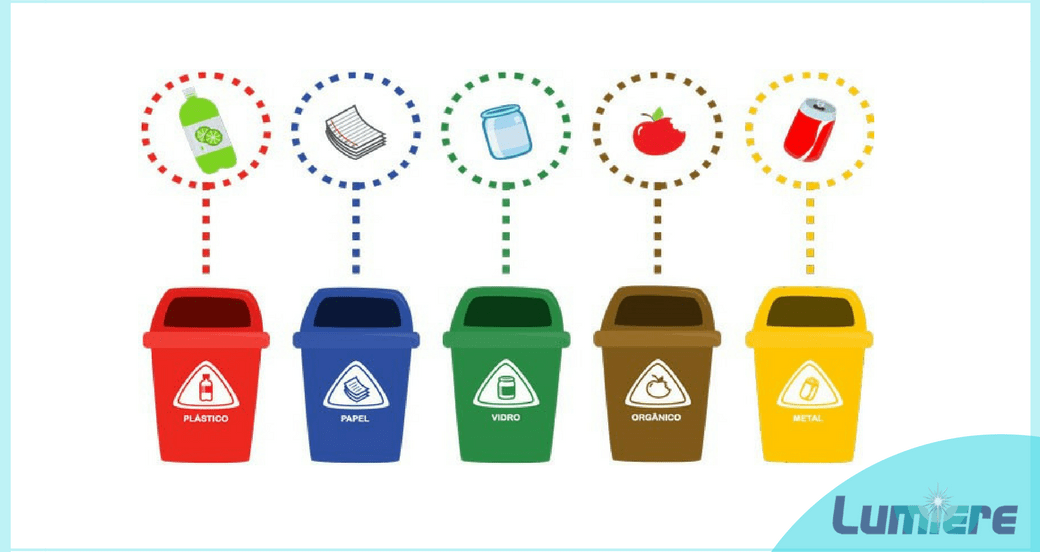 PLÁSTICO
PAPEL
VIDRO
ORGÂNICO
METAL
LUMIERE